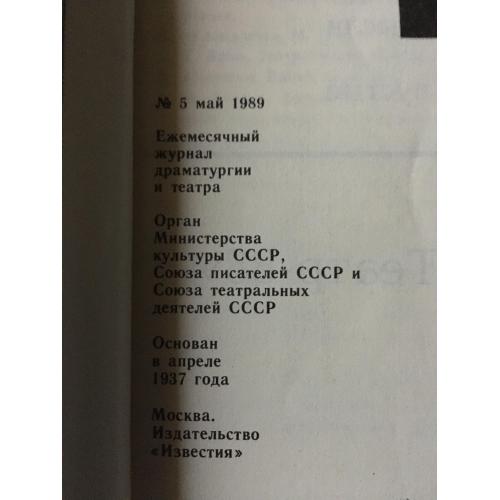 № 5 май 1989
Ежемесячный
журнал
драматургии
и театра
Орган
Министерства
культуры СССР,
Союза писателей СССР и
Союза театральных
деятелей СССР
Основан
в апреле
1937 года
Москва.
Издательство
«Известия»